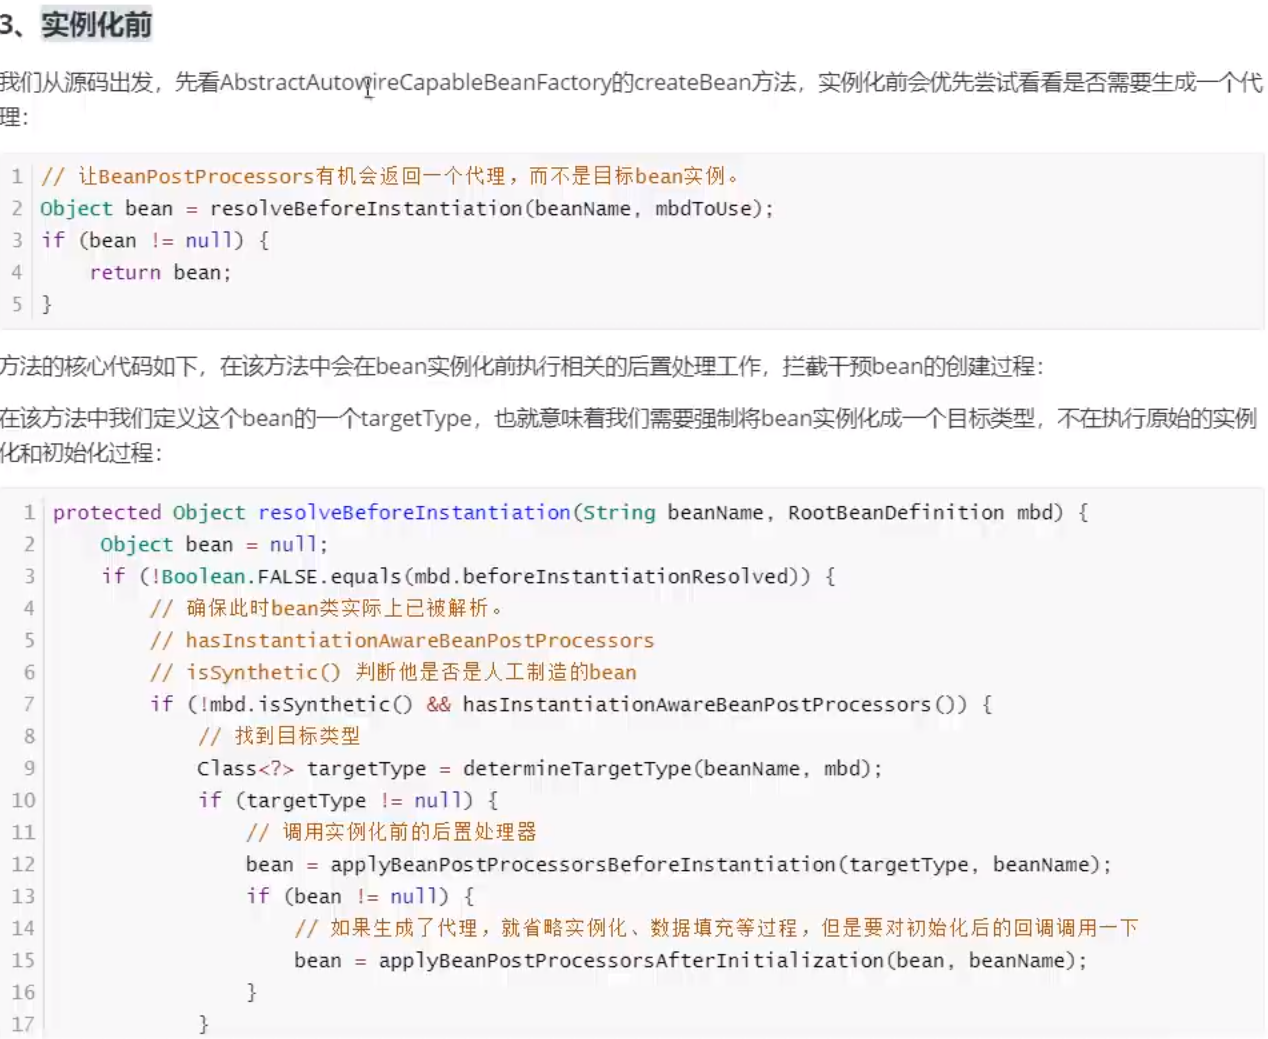 3、实例化前
我们从源码出发，先看AbstractAutowireCapableBeanFactory的createBean方法，实例化前会优先尝试看看是否需要生成一个代
理：
1 // 让BeanPostProcessors有机会返回一个代理，而不是目标bean实例。
2 Object bean = resolveBeforeInstantiation(beanName, mbdToUse);
3 if (bean != null) {
4     return bean;
5 }
方法的核心代码如下，在该方法中会在bean实例化前执行相关的后置处理工作，拦截干预bean的创建过程：
在该方法中我们定义这个bean的一个targetType，也就意味着我们需要强制将bean实例化成一个目标类型，不在执行原始的实例
化和初始化过程：
1 protected Object resolveBeforeInstantiation(String beanName, RootBeanDefinition mbd) {
2     Object bean = null;
3     if (!Boolean.FALSE.equals(mbd.beforeInstantiationResolved)) {
4         // 确保此时bean类实际上已被解析。
5         // hasInstantiationAwareBeanPostProcessors
6         // isSynthetic() 判断他是否是人工制造的bean
7         if (!mbd.isSynthetic() && hasInstantiationAwareBeanPostProcessors()) {
8             // 找到目标类型
9             Class<?> targetType = determineTargetType(beanName, mbd);
10             if (targetType != null) {
11                 // 调用实例化前的后置处理器
12                 bean = applyBeanPostProcessorsBeforeInstantiation(targetType, beanName);
13                 if (bean != null) {
14                     // 如果生成了代理，就省略实例化、数据填充等过程，但是要对初始化后的回调调用一下
15                     bean = applyBeanPostProcessorsAfterInitialization(bean, beanName);
16                 }
17             }